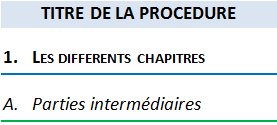 TITRE DE LA PROCEDURE
1. LES DIFFERENTS CHAPITRES
A. Parties intermédiaires